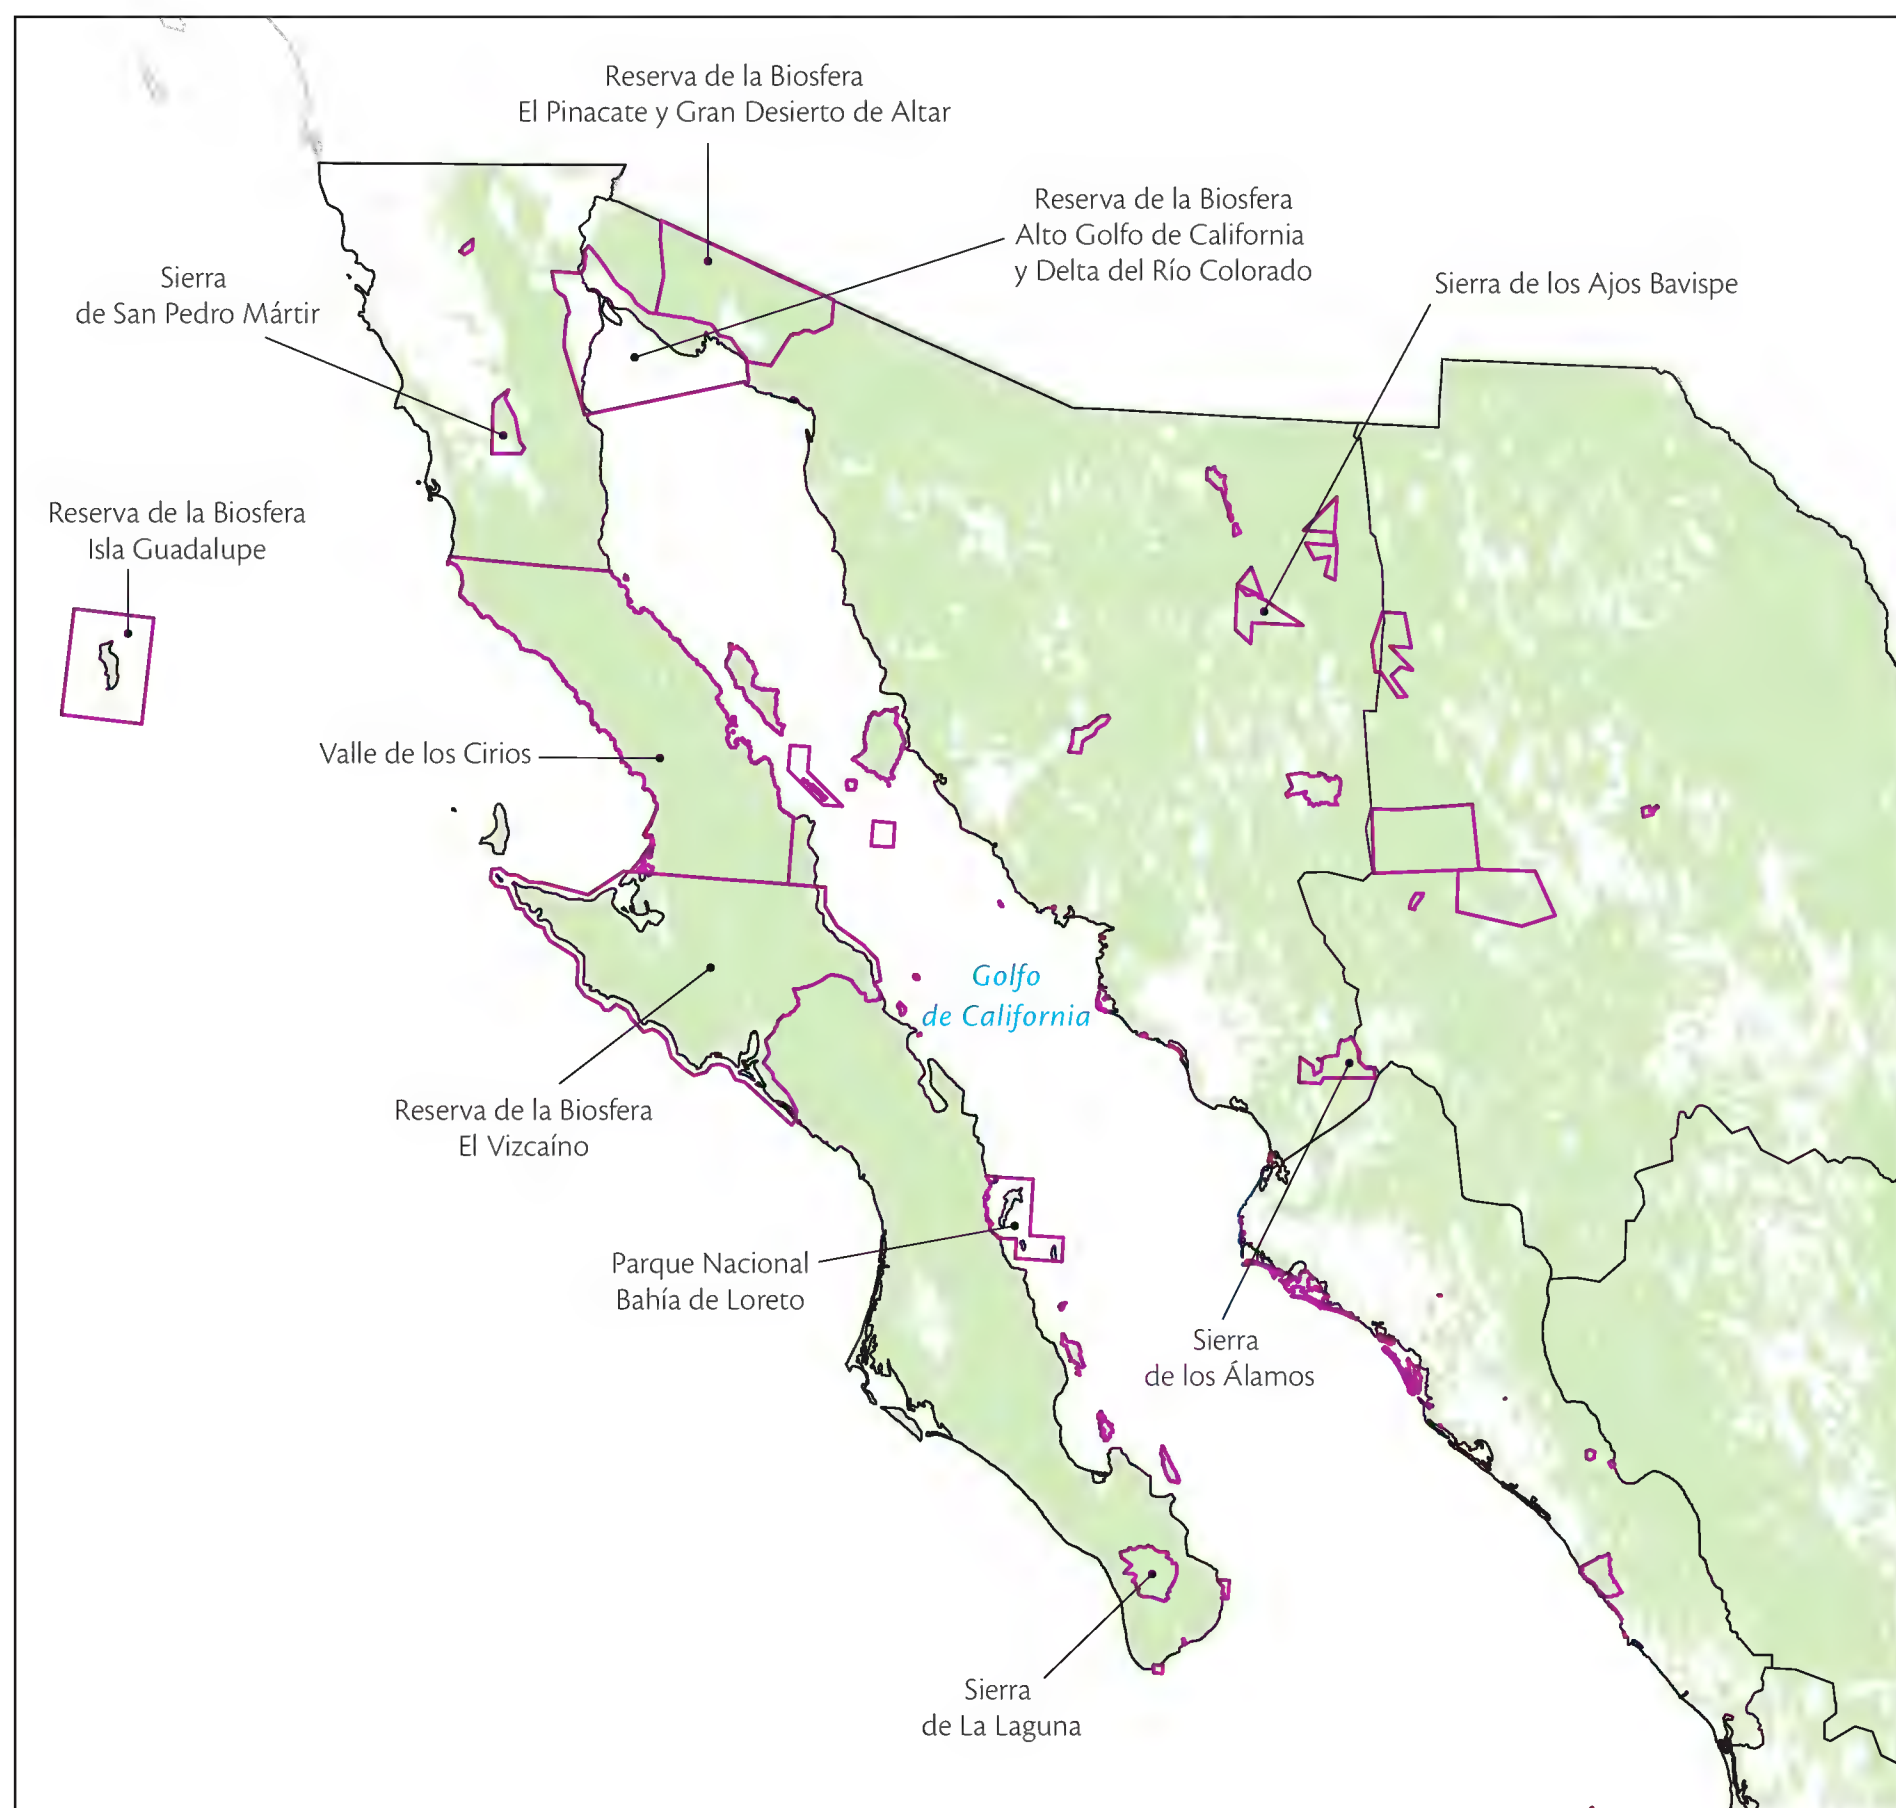 Reserva de la Biosfera
El Pinacate y Gran Desierto de Altar
Reserva de la Biosfera
Alto Golfo de California
y Delta del Río Colorado
Sierra
de San Pedro Mártir
Sierra de los Ajos Bavispe
Reserva de la Biosfera
Isla Guadalupe
Valle de los Cirios
Golfo
de California
Reserva de la Biosfera
El Vizcaíno
Parque Nacional
Bahía de Loreto
Sierra
de los Álamos
Sierra
de La Laguna